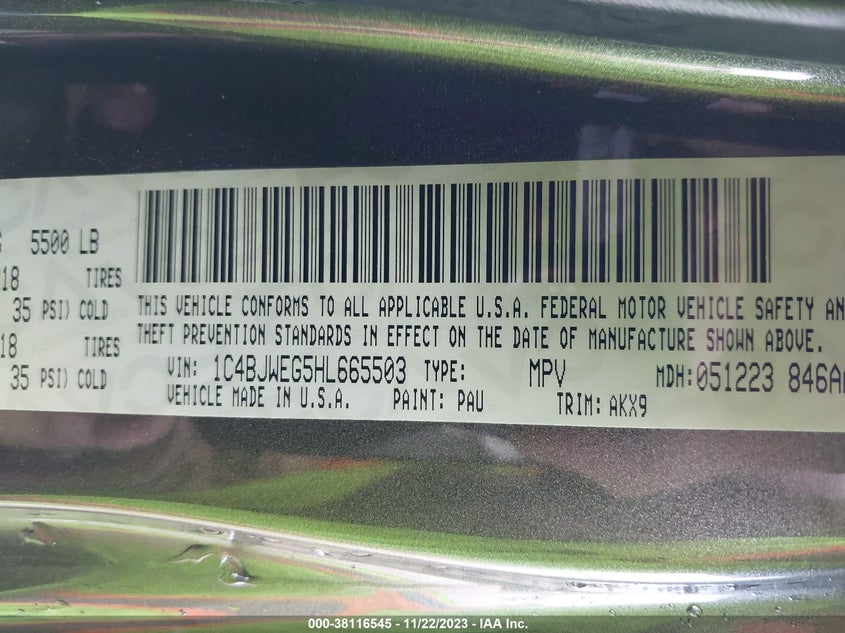 5500 LB
18 TIRES
35 PSI) COLD
18 TIRES
35 PSI) COLD
THIS VEHICLE CONFORMS TO ALL APPLICABLE U.S.A. FEDERAL MOTOR VEHICLE SAFETY AN
THEFT PREVENTION STANDARDS IN EFFECT ON THE DATE OF MANUFACTURE SHOWN ABOVE.
VIN: 1C4BJWEG5HL665503 TYPE: MPV MDH: 051223 846A
VEHICLE MADE IN U.S.A. PAINT: PAU TRIM: AKX9
000-38116545 - 11/22/2023 - IAA Inc.